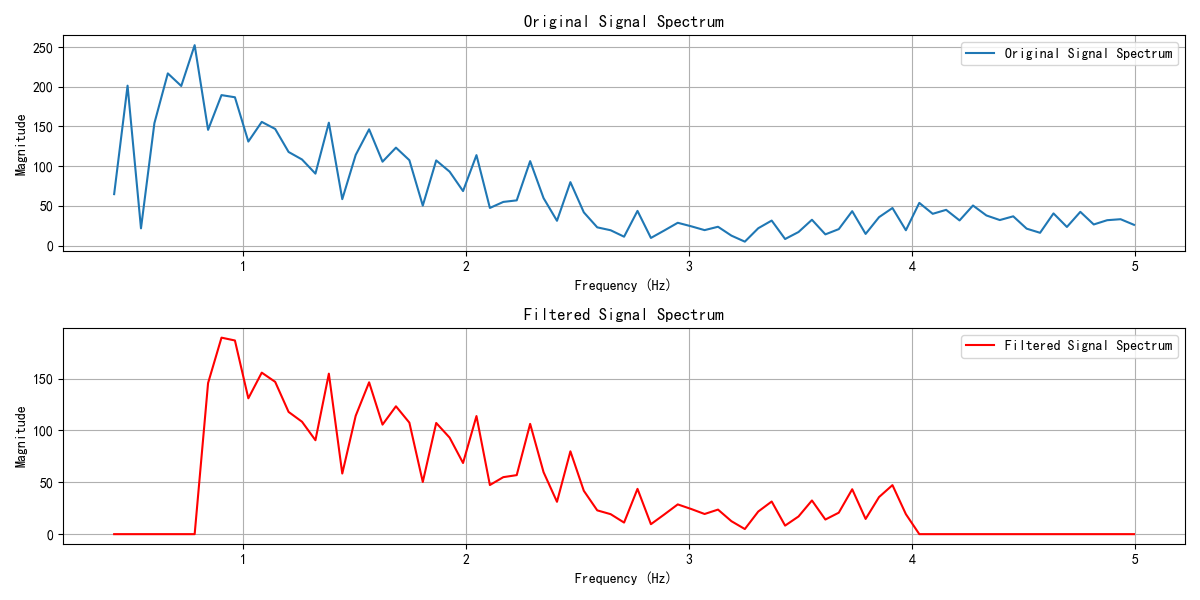 Original Signal Spectrum
250
200
150
100
50
0
Magnitude
Original Signal Spectrum
1 2 3 4 5
Frequency (Hz)
Filtered Signal Spectrum
150
100
50
0
Magnitude
Filtered Signal Spectrum
1 2 3 4 5
Frequency (Hz)